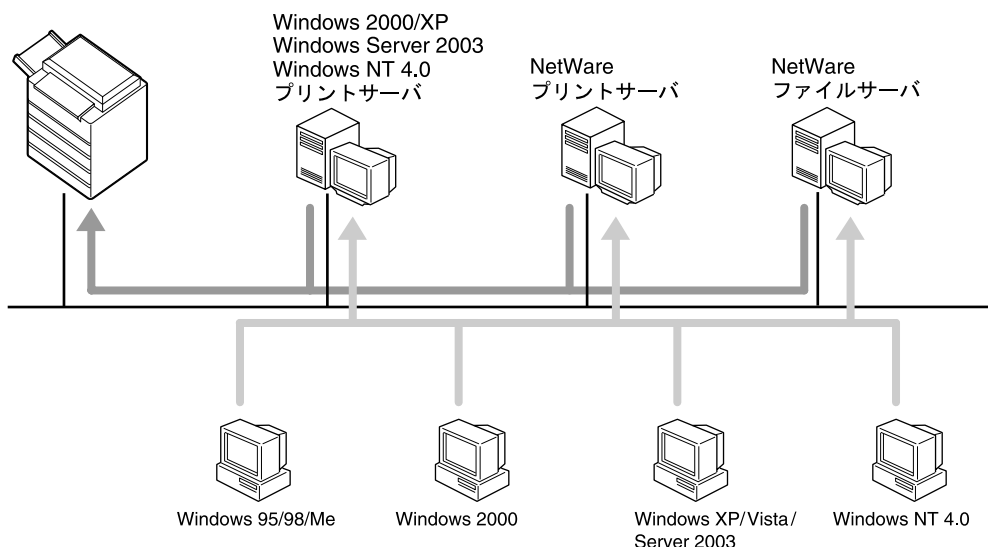 Windows 2000/XP
Windows Server 2003
Windows NT 4.0
プリントサーバ
NetWare
プリントサーバ
NetWare
ファイルサーバ
Windows 95/98/Me
Windows 2000
Windows XP/Vista/
Server 2003
Windows NT 4.0